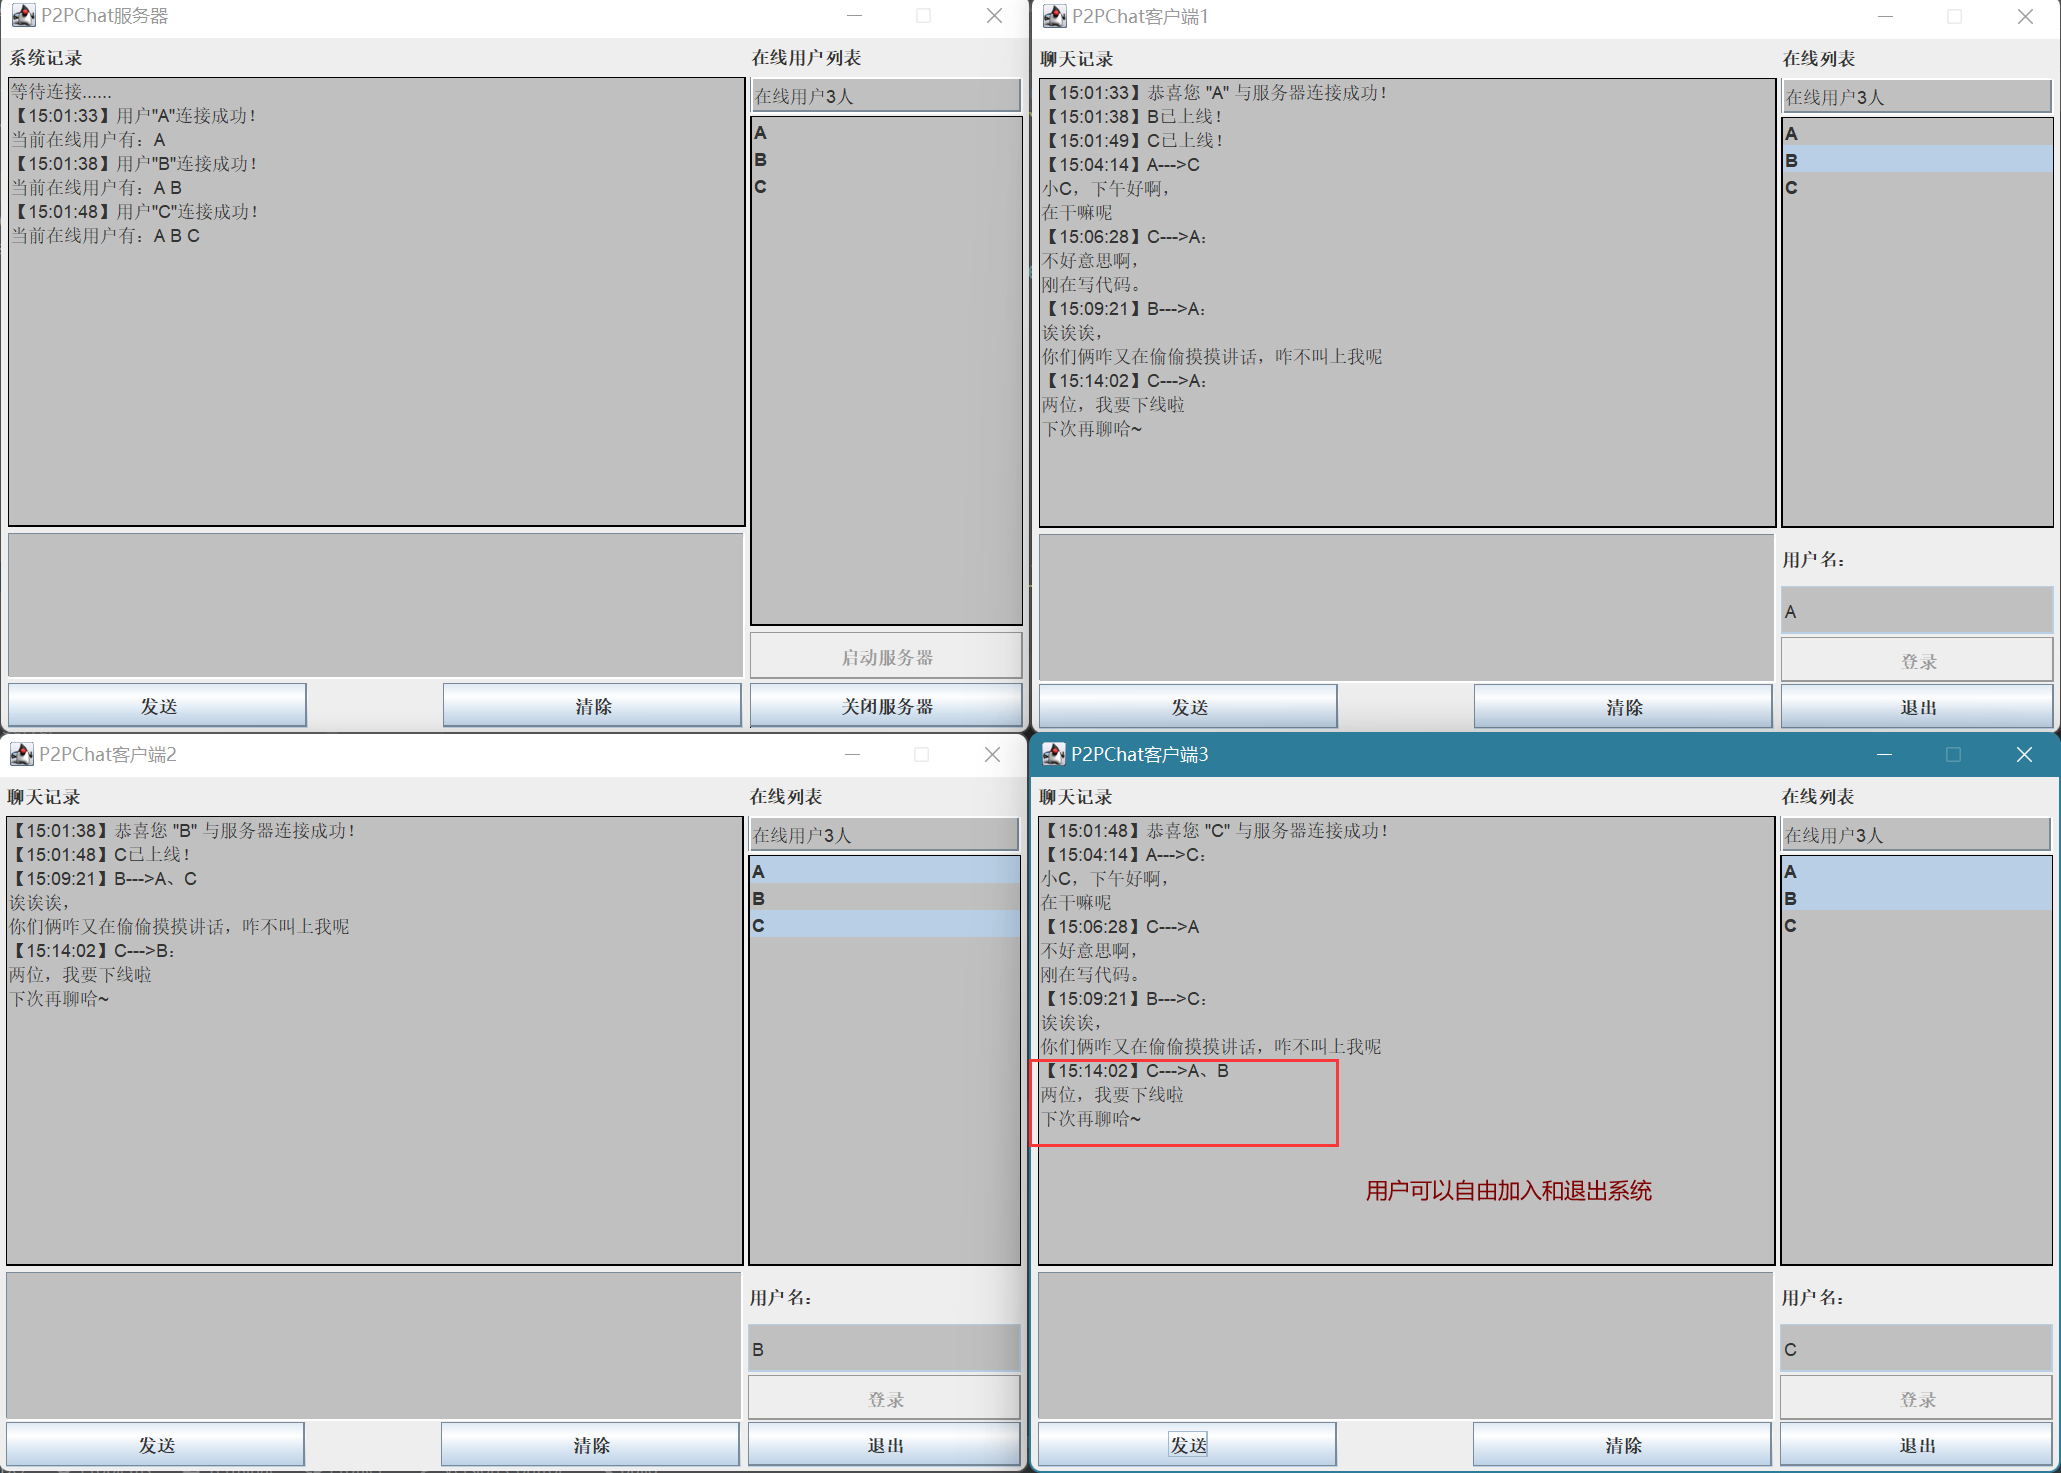 P2PChat服务器
系统记录
在线用户列表
等待连接......
【15:01:33】用户"A"连接成功！
当前在线用户有：A
【15:01:38】用户"B"连接成功！
当前在线用户有：A B
【15:01:48】用户"C"连接成功！
当前在线用户有：A B C
在线用户3人
A
B
C
启动服务器
发送
清除
关闭服务器
P2PChat客户端1
聊天记录
在线列表
【15:01:33】恭喜您 "A" 与服务器连接成功！
【15:01:38】B已上线！
【15:01:49】C已上线！
【15:04:14】A--->C
小C，下午好啊，
在干嘛呢
【15:06:28】C--->A：
不好意思啊，
刚在写代码。
【15:09:21】B--->A：
诶诶诶，
你们俩咋又在偷偷摸摸讲话，咋不叫上我呢
【15:14:02】C--->A：
两位，我要下线啦
下次再聊哈~
在线用户3人
A
B
C
用户名：
A
登录
发送
清除
退出
P2PChat客户端2
聊天记录
在线列表
【15:01:38】恭喜您 "B" 与服务器连接成功！
【15:01:48】C已上线！
【15:09:21】B--->A、C
诶诶诶，
你们俩咋又在偷偷摸摸讲话，咋不叫上我呢
【15:14:02】C--->B：
两位，我要下线啦
下次再聊哈~
在线用户3人
A
B
C
用户名：
B
登录
发送
清除
退出
P2PChat客户端3
聊天记录
在线列表
【15:01:48】恭喜您 "C" 与服务器连接成功！
【15:04:14】A--->C：
小C，下午好啊，
在干嘛呢
【15:06:28】C--->A
不好意思啊，
刚在写代码。
【15:09:21】B--->C：
诶诶诶，
你们俩咋又在偷偷摸摸讲话，咋不叫上我呢
【15:14:02】C--->A、B
两位，我要下线啦
下次再聊哈~
用户可以自由加入和退出系统
在线用户3人
A
B
C
用户名：
C
登录
发送
清除
退出